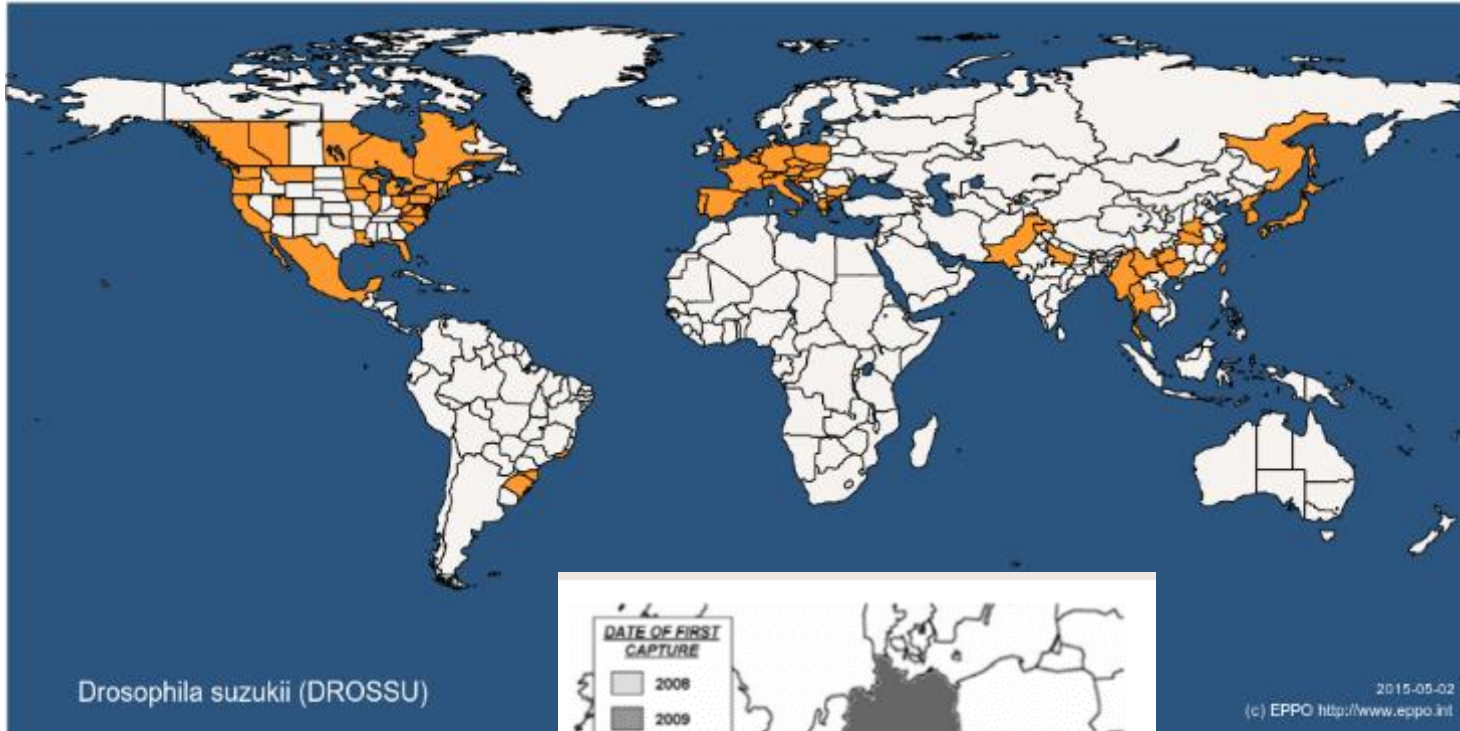 DATE OF FIRST
CAPTURE
2008
2009
Drosophila suzukii (DROSSU)
2015-05-02
(c) EPPO http://www.eppo.int